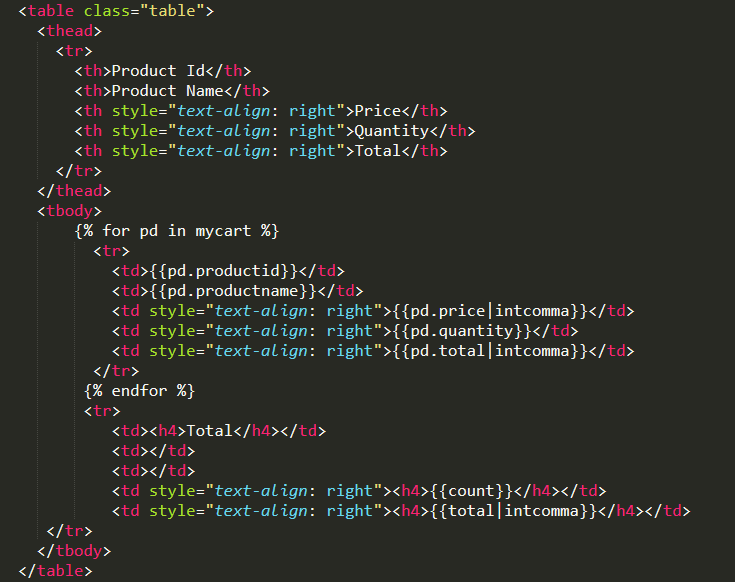 <table class="table">
<thead>
<tr>
<th>Product Id</th>
<th>Product Name</th>
<th style="text-align: right">Price</th>
<th style="text-align: right">Quantity</th>
<th style="text-align: right">Total</th>
</tr>
</thead>
<tbody>
{% for pd in mycart %}
<tr>
<td>{{pd.productid}}</td>
<td>{{pd.productname}}</td>
<td style="text-align: right">{{pd.price|intcomma}}</td>
<td style="text-align: right">{{pd.quantity}}</td>
<td style="text-align: right">{{pd.total|intcomma}}</td>
</tr>
{% endfor %}
<tr>
<td><h4>Total</h4></td>
<td></td>
<td></td>
<td style="text-align: right"><h4>{{count}}</h4></td>
<td style="text-align: right"><h4>{{total|intcomma}}</h4></td>
</tr>
</tbody>
</table>